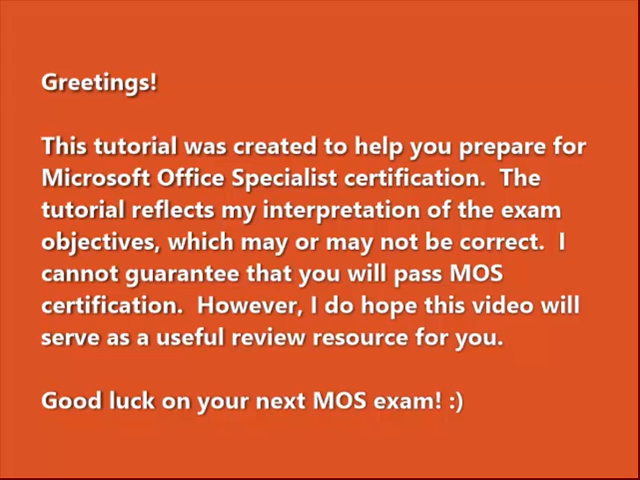 Greetings!
This tutorial was created to help you prepare for
Microsoft Office Specialist certification.  The
tutorial reflects my interpretation of the exam
objectives, which may or may not be correct.  I
cannot guarantee that you will pass MOS
certification.  However, I do hope this video will
serve as a useful review resource for you.
Good luck on your next MOS exam! :)